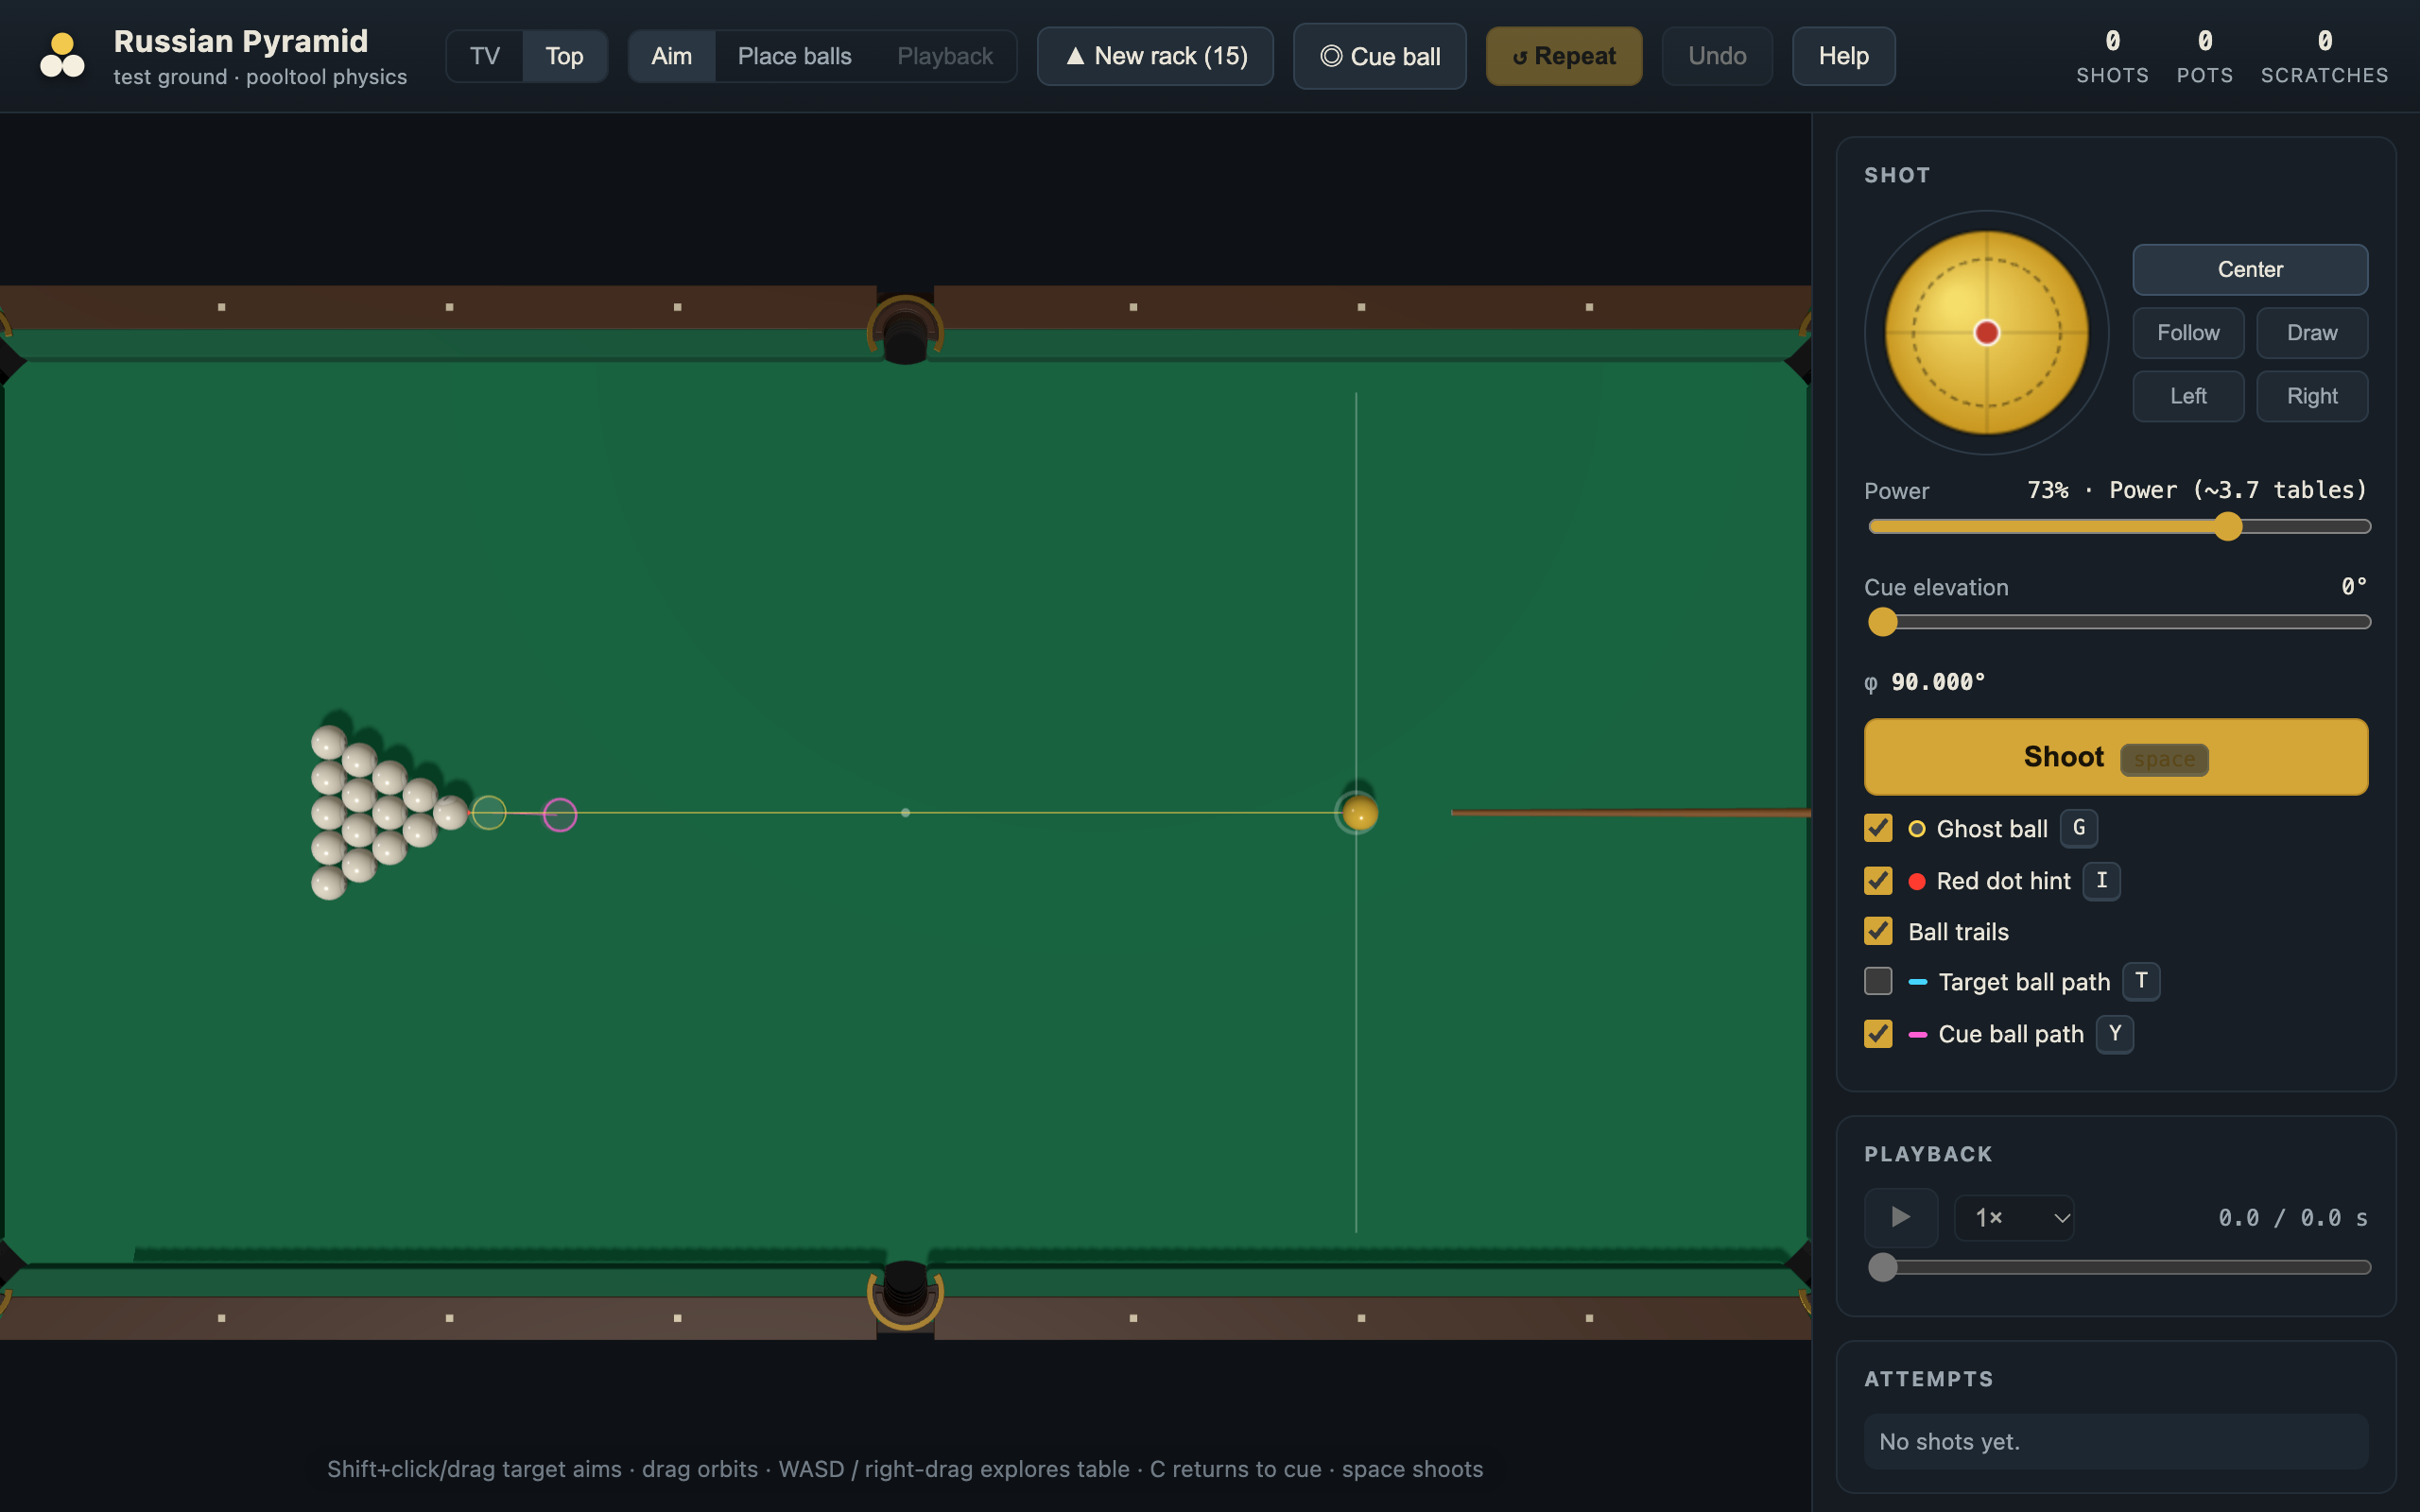 Russian Pyramid
test ground · pooltool physics
TV Top
Aim Place balls Playback
▲ New rack (15)
◎ Cue ball
↺ Repeat
Undo
Help
0 SHOTS
0 POTS
0 SCRATCHES
SHOT
Center
Follow Draw
Left Right
Power 73% · Power (~3.7 tables)
Cue elevation 0°
φ 90.000°
Shoot space
Ghost ball G
Red dot hint I
Ball trails
Target ball path T
Cue ball path Y
PLAYBACK
1× 0.0 / 0.0 s
ATTEMPTS
No shots yet.
Shift+click/drag target aims · drag orbits · WASD / right-drag explores table · C returns to cue · space shoots